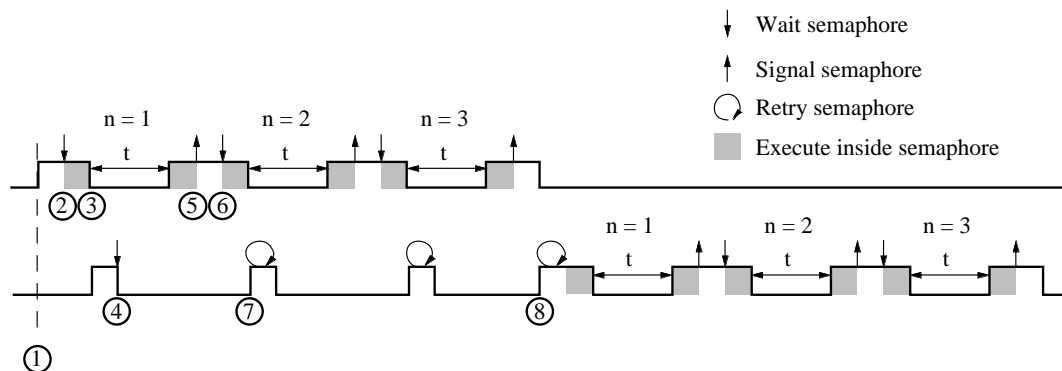 Wait semaphore
Signal semaphore
Retry semaphore
Execute inside semaphore
n = 1 n = 2 n = 3
t t t
2 3 5 6
n = 1 n = 2 n = 3
t t t
4 7 8
1